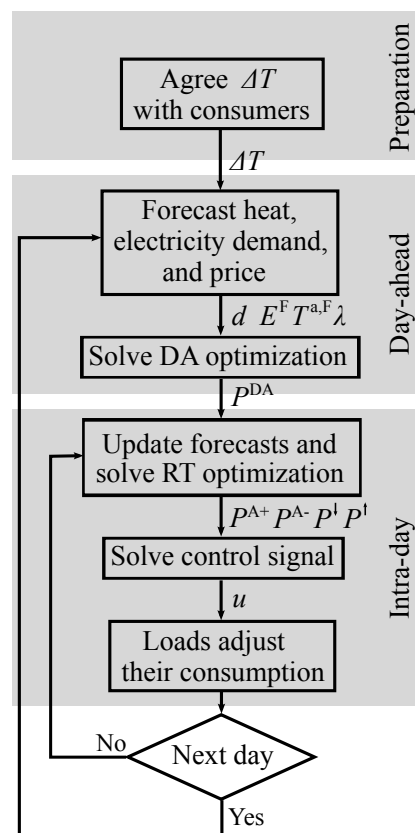 Preparation
Agree ΔT
with consumers
ΔT
Day-ahead
Forecast heat,
electricity demand,
and price
d E^F T^{a,F} λ
Solve DA optimization
P^{DA}
Intra-day
Update forecasts and
solve RT optimization
P^{A+} P^{A-} P^↓ P^↑
Solve control signal
u
Loads adjust
their consumption
No
Next day
Yes